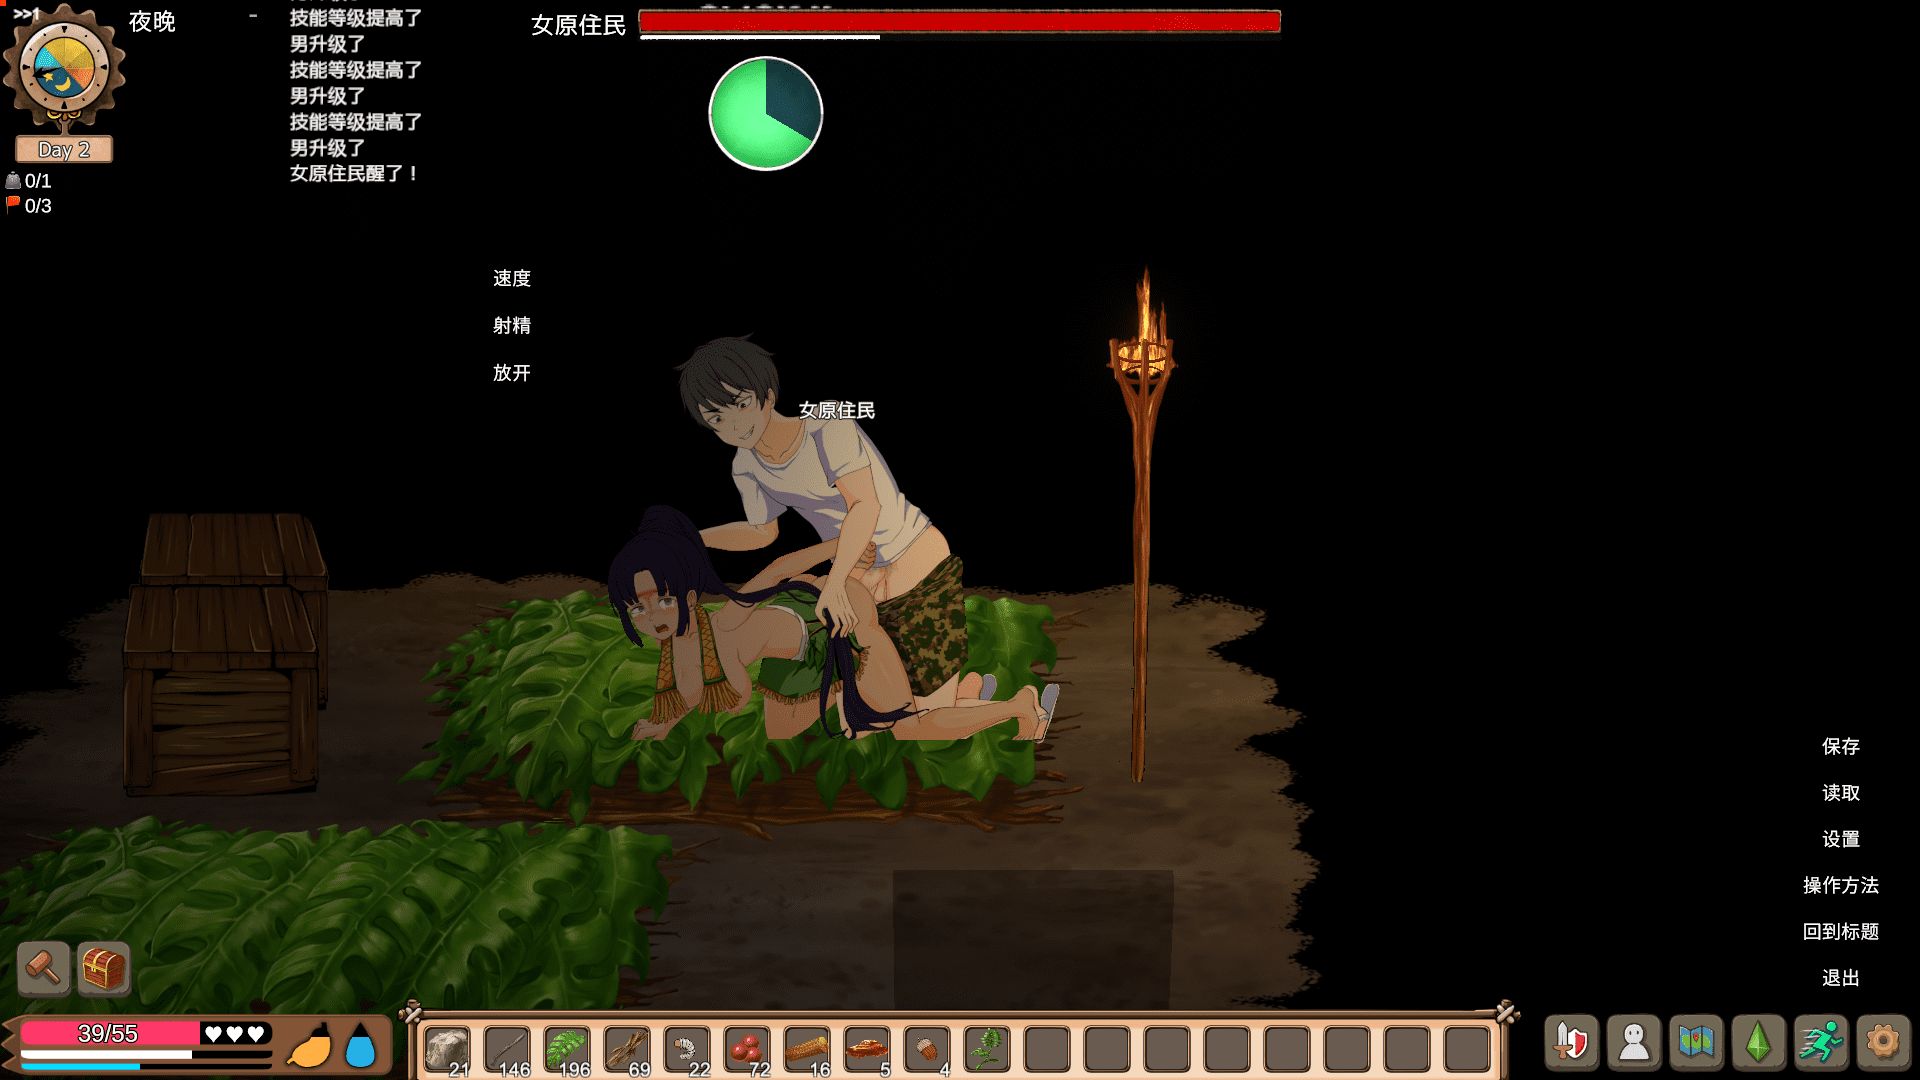 >>1
夜晚
-
Day 2
0/1
0/3
技能等级提高了
男升级了
技能等级提高了
男升级了
技能等级提高了
男升级了
女原住民醒了！
女原住民
速度
射精
放开
女原住民
保存
读取
设置
操作方法
回到标题
退出
39/55
21
146
196
69
22
72
16
5
4